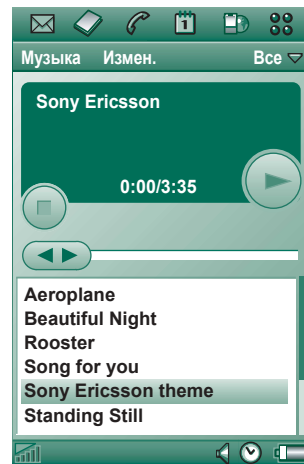 1
Музыка Измен. Все
Sony Ericsson
0:00/3:35
Aeroplane
Beautiful Night
Rooster
Song for you
Sony Ericsson theme
Standing Still